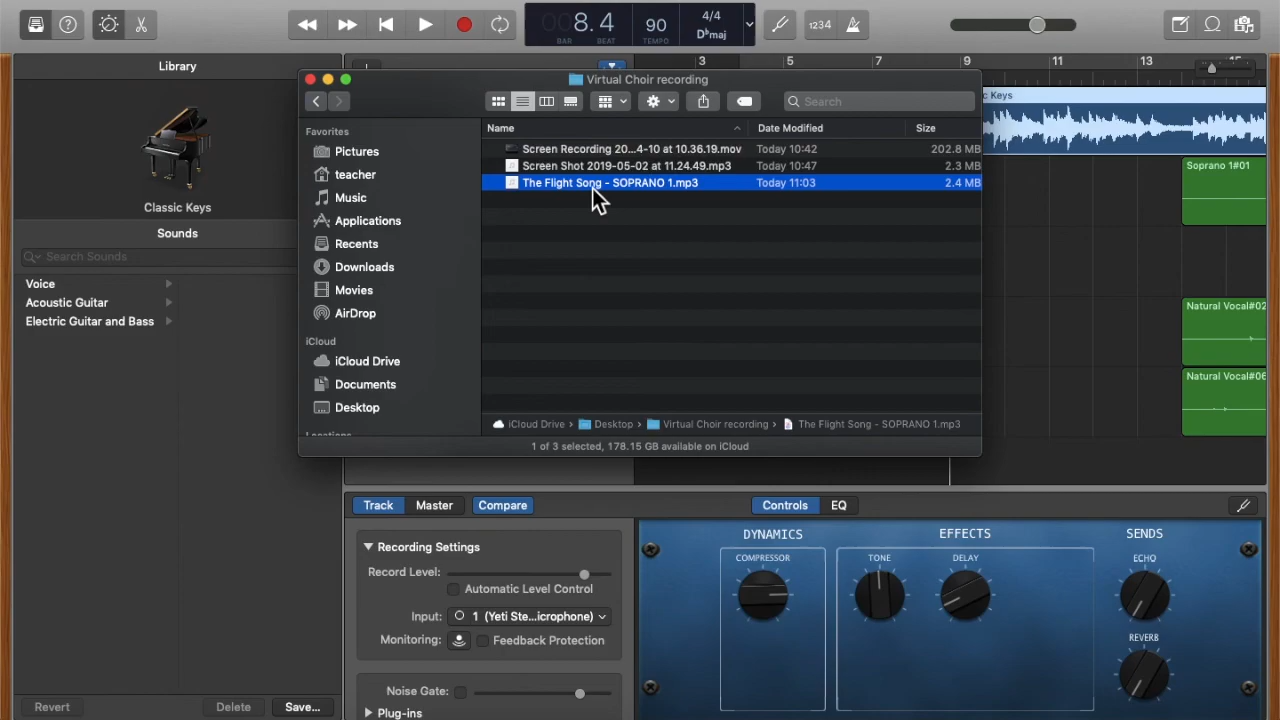 008.4
BAR BEAT
90
TEMPO
4/4
D♭maj
1234
Library
Classic Keys
Sounds
Search Sounds
Voice
Acoustic Guitar
Electric Guitar and Bass
Revert
Delete
Save...
3 5 7 9 11 13 15
Virtual Choir recording
Search
Favorites
Pictures
teacher
Music
Applications
Recents
Downloads
Movies
AirDrop
iCloud
iCloud Drive
Documents
Desktop
Locations
Name Date Modified Size
Screen Recording 20...4-10 at 10.36.19.mov Today 10:42 202.8 MB
Screen Shot 2019-05-02 at 11.24.49.mp3 Today 10:47 2.3 MB
The Flight Song - SOPRANO 1.mp3 Today 11:03 2.4 MB
iCloud Drive › Desktop › Virtual Choir recording › The Flight Song - SOPRANO 1.mp3
1 of 3 selected, 178.15 GB available on iCloud
c Keys
Soprano 1#01
Natural Vocal#02
Natural Vocal#06
Track Master Compare
Controls EQ
Recording Settings
Record Level:
Automatic Level Control
Input: 1 (Yeti Ste...icrophone)
Monitoring: Feedback Protection
Noise Gate:
Plug-ins
DYNAMICS
COMPRESSOR
EFFECTS
TONE DELAY
SENDS
ECHO
REVERB